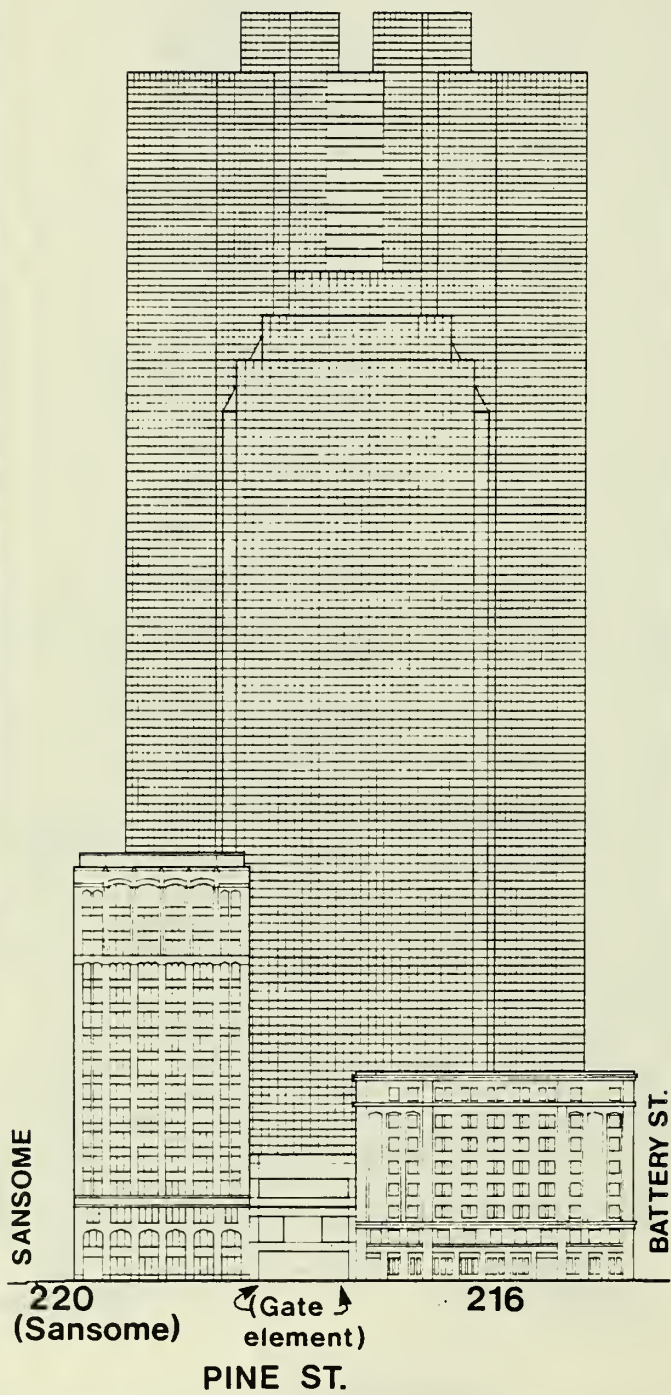 SANSOME
BATTERY ST.
220
(Sansome)
(Gate
element)
216
PINE ST.